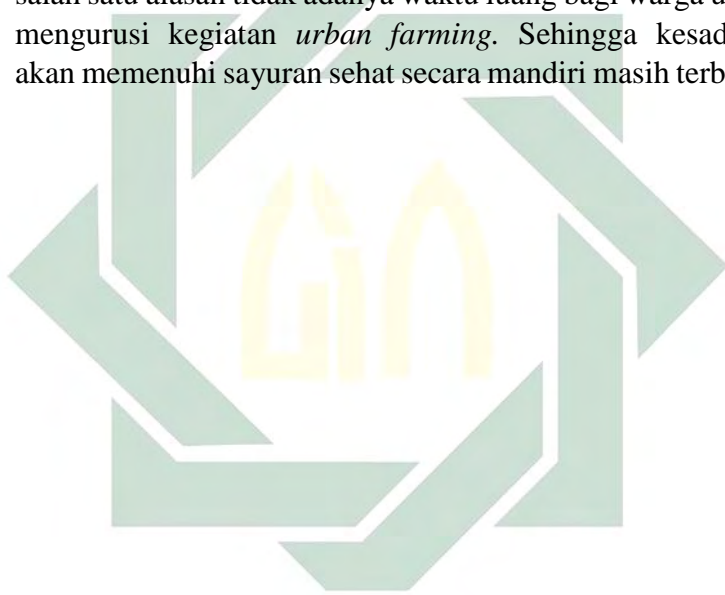 salah satu alasan tidak adanya waktu luang bagi warga
mengurusi kegiatan urban farming. Sehingga
akan memenuhi sayuran sehat secara mandiri masih
uin